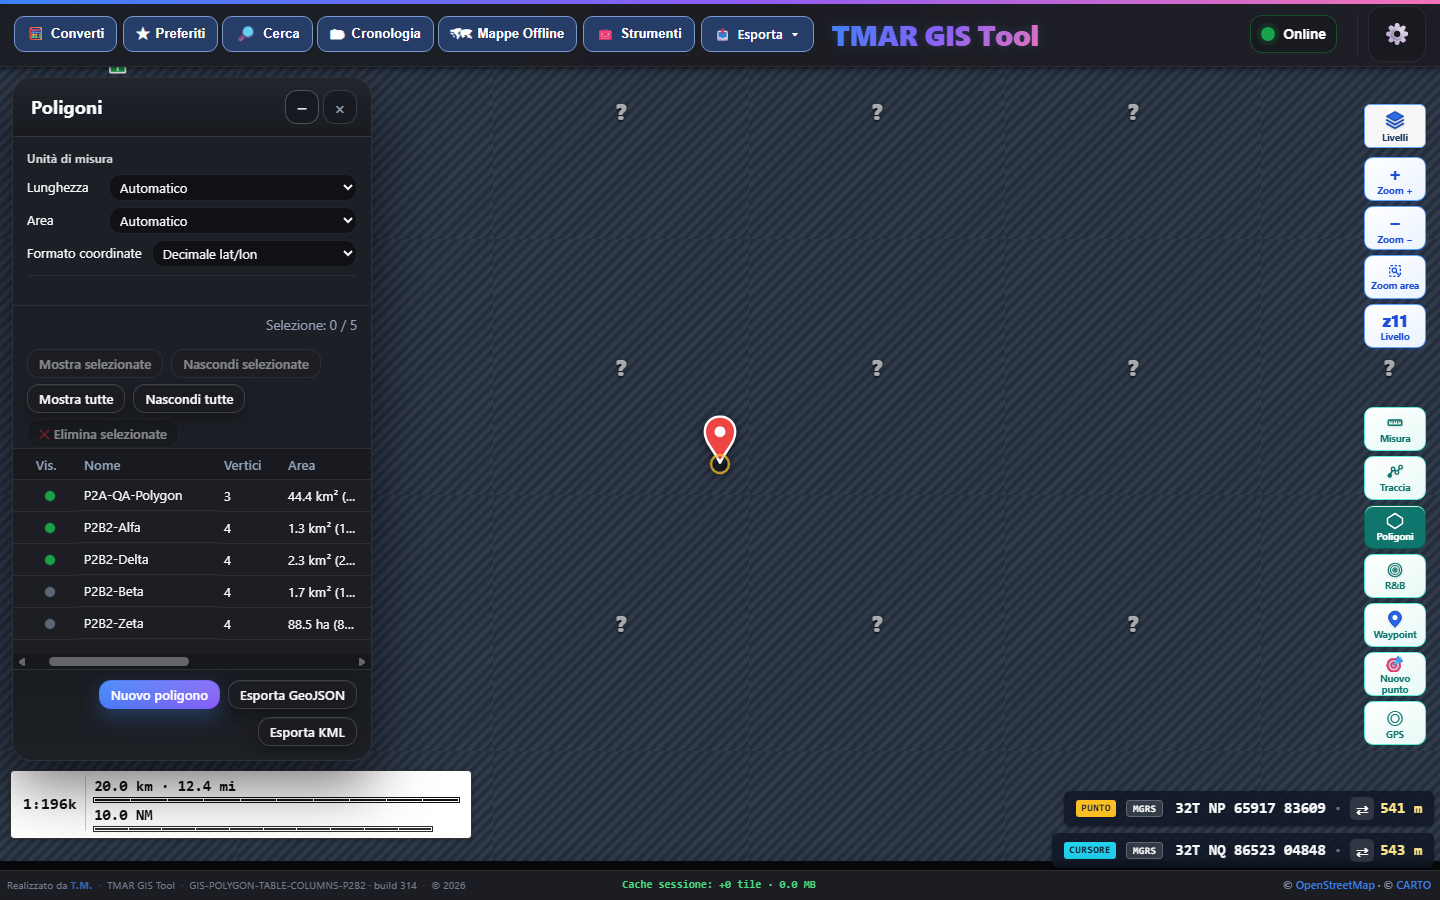 Converti
Preferiti
Cerca
Cronologia
Mappe Offline
Strumenti
Esporta
TMAR GIS Tool
Online
Poligoni
− ×
Unità di misura
Lunghezza Automatico
Area Automatico
Formato coordinate Decimale lat/lon
Selezione: 0 / 5
Mostra selezionate Nascondi selezionate
Mostra tutte Nascondi tutte
Elimina selezionate
Vis. Nome Vertici Area
P2A-QA-Polygon 3 44.4 km² (...
P2B2-Alfa 4 1.3 km² (1...
P2B2-Delta 4 2.3 km² (2...
P2B2-Beta 4 1.7 km² (1...
P2B2-Zeta 4 88.5 ha (8...
Nuovo poligono Esporta GeoJSON
Esporta KML
? ? ?
? ? ? ?
? ? ?
Livelli
+
Zoom +
−
Zoom −
Zoom area
z11
Livello
Misura
Traccia
Poligoni
R&B
Waypoint
Nuovo
punto
GPS
1:196k
20.0 km · 12.4 mi
10.0 NM
PUNTO MGRS 32T NP 65917 83609 · ⇄ 541 m
CURSORE MGRS 32T NQ 86523 04848 · ⇄ 543 m
Realizzato da T.M. · TMAR GIS Tool · GIS-POLYGON-TABLE-COLUMNS-P2B2 · build 314 · © 2026
Cache sessione: +0 tile · 0.0 MB
© OpenStreetMap · © CARTO